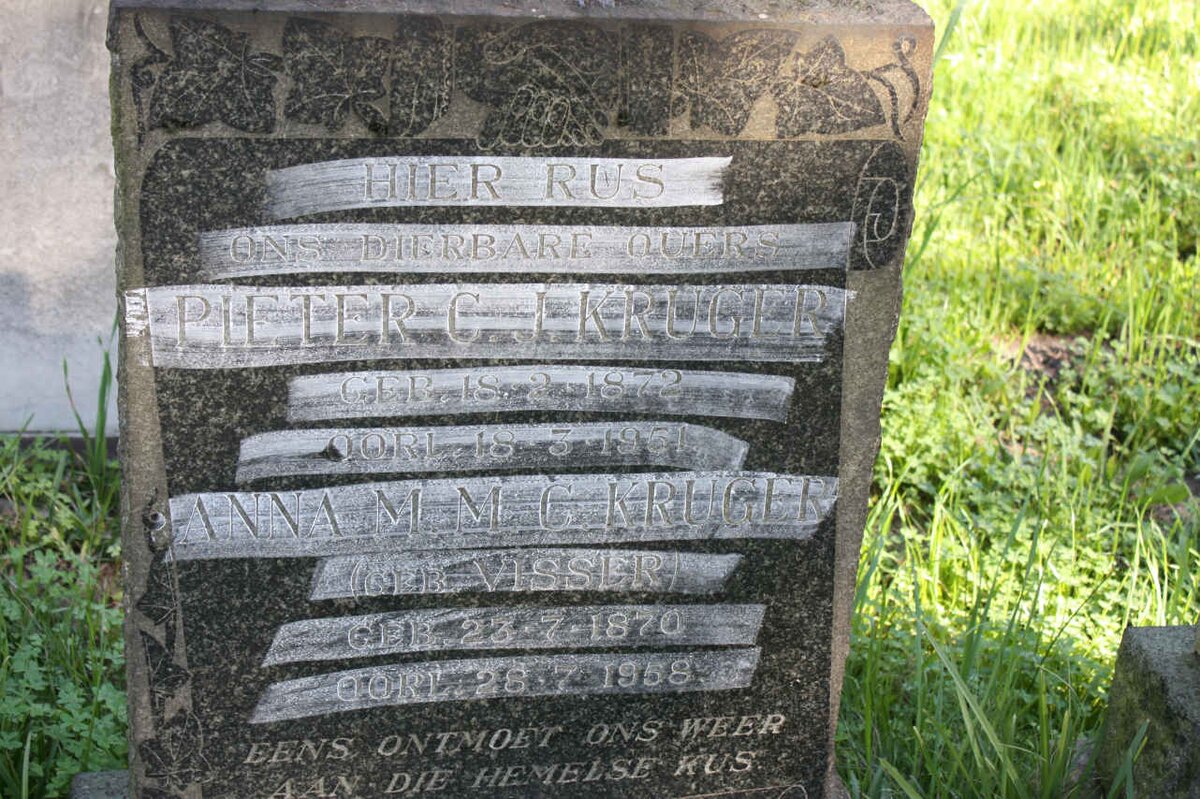 HIER RUS
ONS DIERBARE OUERS
PIETER C. J. KRUGER
GEB. 18-2-1872
OORL. 18-3-1951.
ANNA M. M. C. KRUGER
(GEB. VISSER)
GEB. 23-7-1870
OORL. 26-7-1958.
EENS ONTMOET ONS WEER
AAN DIE HEMELSE KUS.